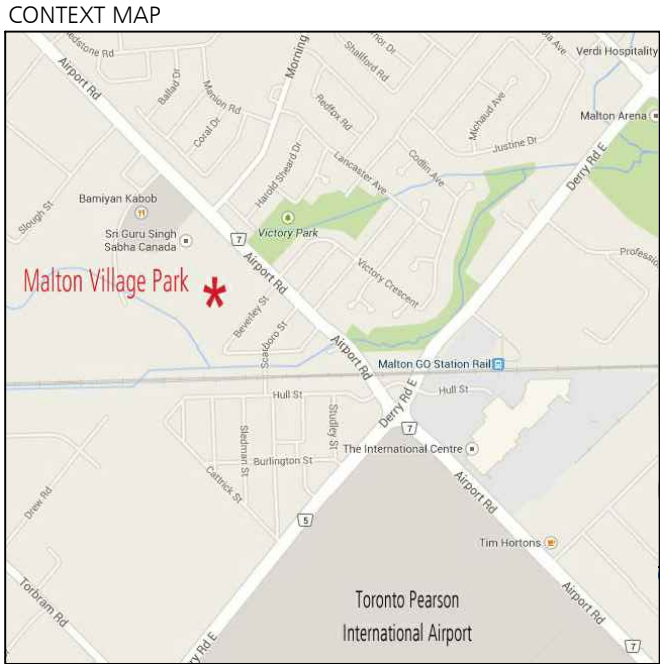 CONTEXT MAP
Airport Rd
Ballad Dr
Manion Rd
Coral Dr
Morning
Shallford Rd
Redfox Rd
Michaud Ave
Verdi Hospitality
Malton Arena
Justine Dr
Derry Rd E
Harold Sheard Dr
Lancaster Ave
Codlin Ave
Slough St
Bamiyan Kabob
Sri Guru Singh
Sabha Canada
7
Victory Park
Malton Village Park
Airport Rd
Victory Crescent
Beverley St
Scarboro St
Airport Rd
Malton GO Station Rail
Hull St
Hull St
Derry Rd E
7
Studley St
Sledman St
Burlington St
The International Centre
Cattrick St
Drew Rd
Airport Rd
5
Tim Hortons
Torbram Rd
Toronto Pearson
International Airport
Airport Rd
7